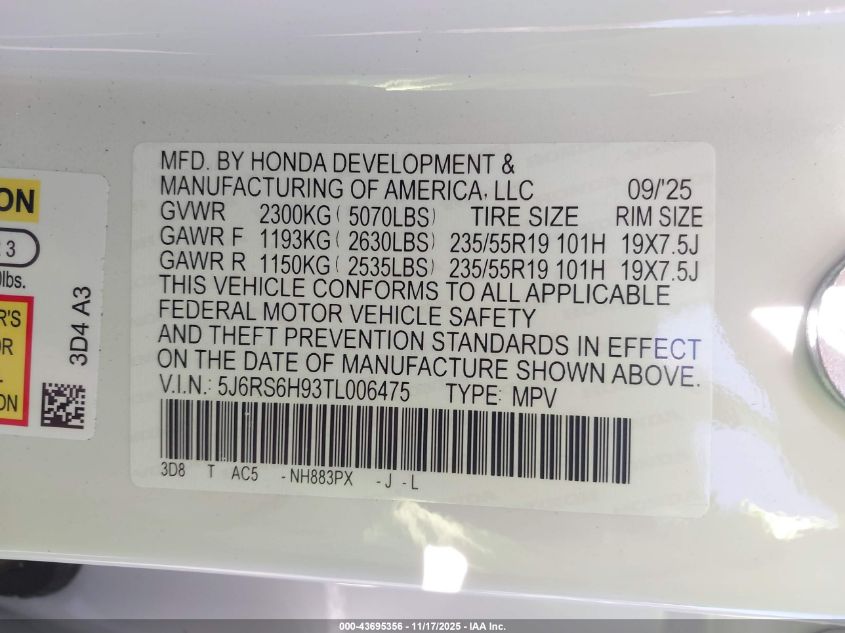 MFD. BY HONDA DEVELOPMENT &
MANUFACTURING OF AMERICA, LLC 09/'25
GVWR 2300KG ( 5070LBS) TIRE SIZE RIM SIZE
GAWR F 1193KG ( 2630LBS) 235/55R19 101H 19X7.5J
GAWR R 1150KG ( 2535LBS) 235/55R19 101H 19X7.5J
THIS VEHICLE CONFORMS TO ALL APPLICABLE
FEDERAL MOTOR VEHICLE SAFETY
AND THEFT PREVENTION STANDARDS IN EFFECT
ON THE DATE OF MANUFACTURE SHOWN ABOVE.
V.I.N.: 5J6RS6H93TL006475 TYPE: MPV
3D8 T AC5 - NH883PX - J - L
ON
3
lbs.
R'S
OR
ON
3D4 A3
000-43695356 - 11/17/2025 - IAA Inc.